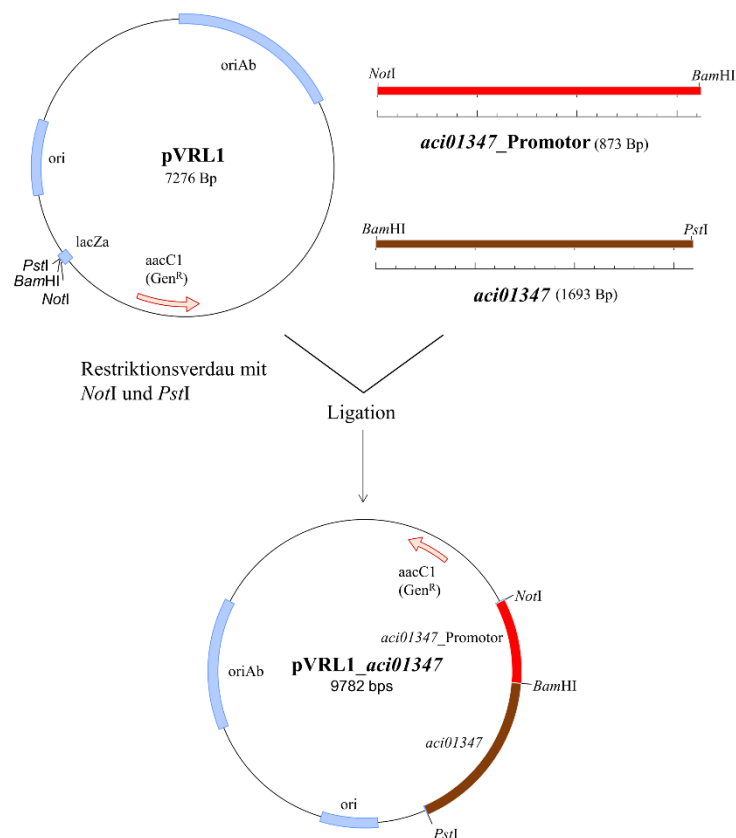 oriAb
ori
pVRL1
7276 Bp
lacZa
PstI
BamHI
NotI
aacC1
(GenR)
NotI
BamHI
aci01347_Promotor (873 Bp)
BamHI
PstI
aci01347 (1693 Bp)
Restriktionsverdau mit
NotI und PstI
Ligation
aacC1
(GenR)
NotI
aci01347_Promotor
oriAb
pVRL1_aci01347
9782 bps
BamHI
aci01347
ori
PstI